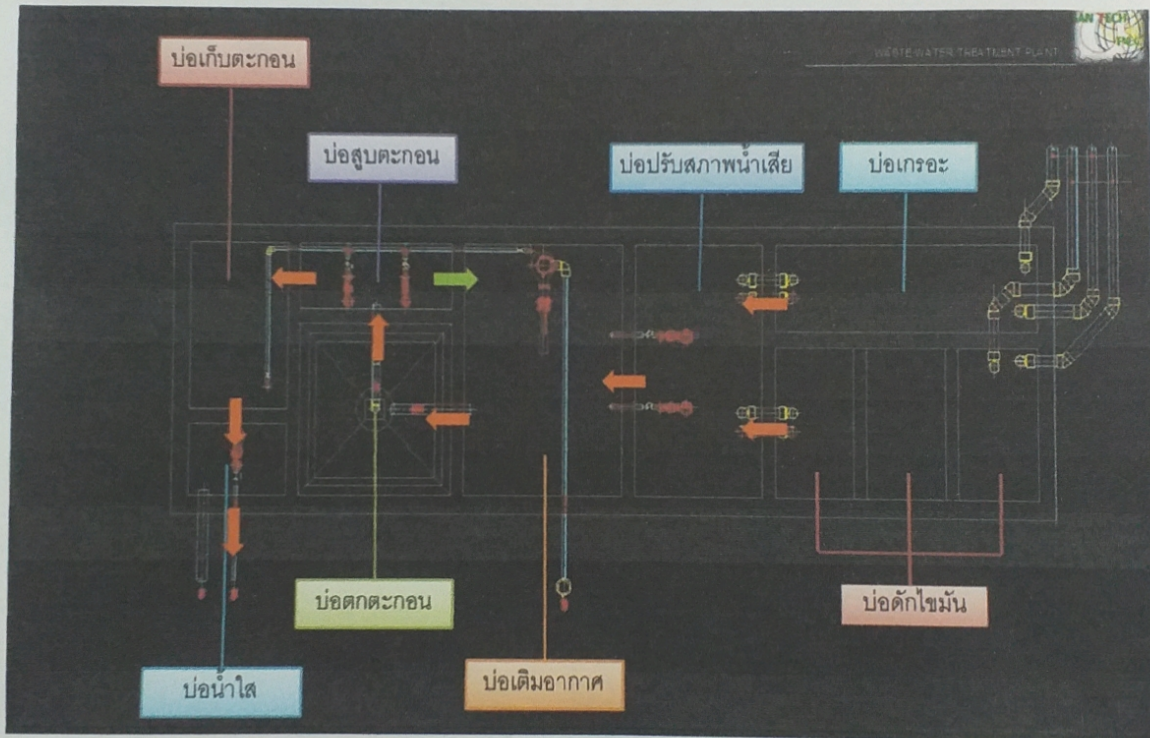 AN TECH
WASTE WATER TREATMENT PLANT
บ่อเก็บตะกอน
บ่อสูบตะกอน
บ่อปรับสภาพน้ำเสีย
บ่อเกรอะ
บ่อตกตะกอน
บ่อดักไขมัน
บ่อน้ำใส
บ่อเติมอากาศ